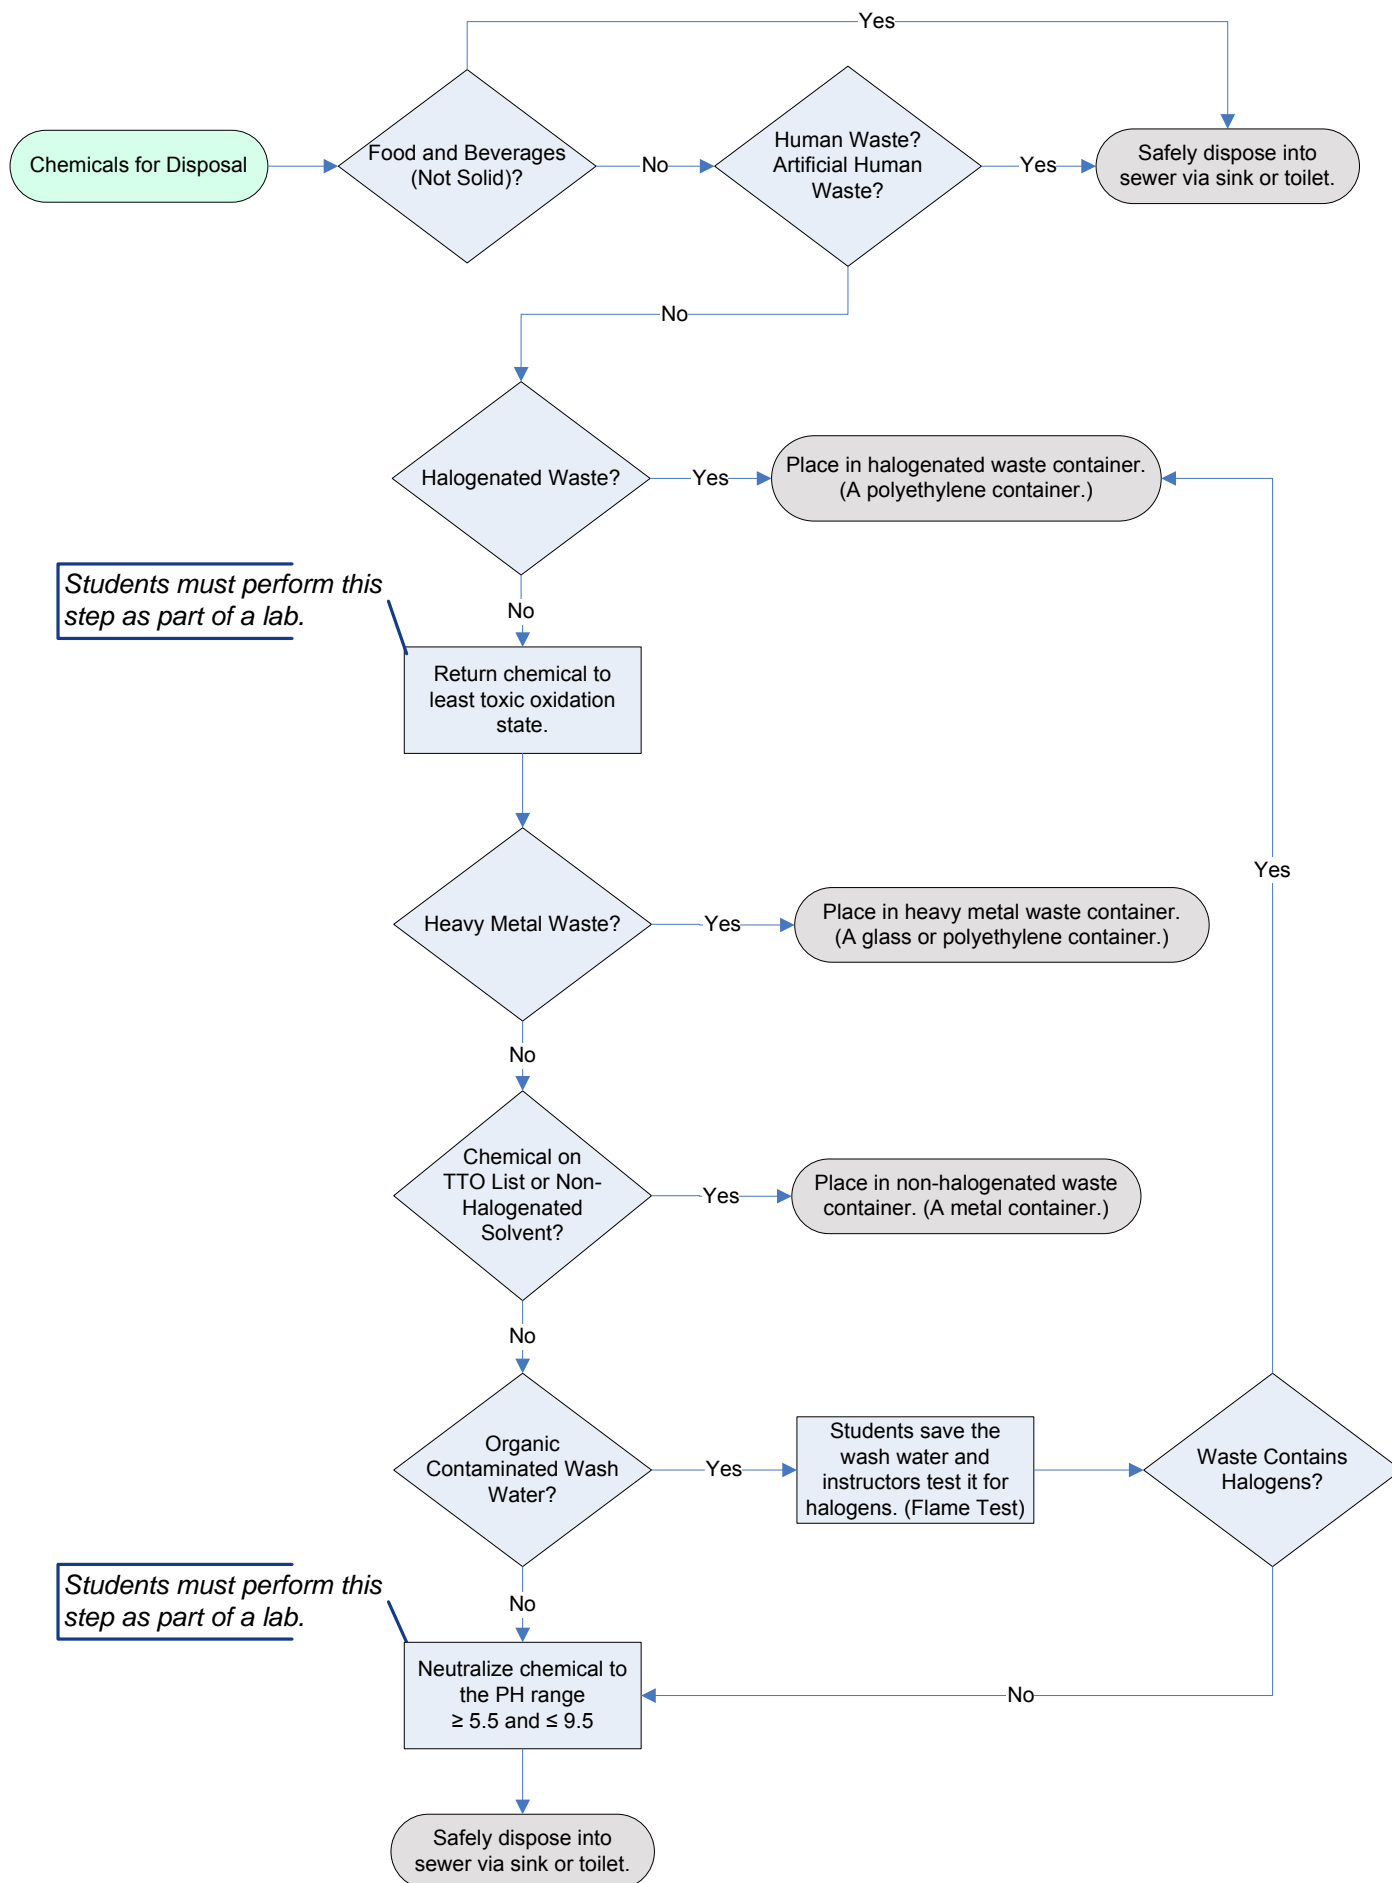 Yes
Chemicals for Disposal
Food and Beverages
(Not Solid)?
No
Human Waste?
Artificial Human
Waste?
Yes
Safely dispose into
sewer via sink or toilet.
No
Halogenated Waste?
Yes
Place in halogenated waste container.
(A polyethylene container.)
Students must perform this
step as part of a lab.
No
Return chemical to
least toxic oxidation
state.
Yes
Heavy Metal Waste?
Yes
Place in heavy metal waste container.
(A glass or polyethylene container.)
No
Chemical on
TTO List or Non-
Halogenated
Solvent?
Yes
Place in non-halogenated waste
container. (A metal container.)
No
Organic
Contaminated Wash
Water?
Yes
Students save the
wash water and
instructors test it for
halogens. (Flame Test)
Waste Contains
Halogens?
Students must perform this
step as part of a lab.
No
Neutralize chemical to
the PH range
≥ 5.5 and ≤ 9.5
No
Safely dispose into
sewer via sink or toilet.